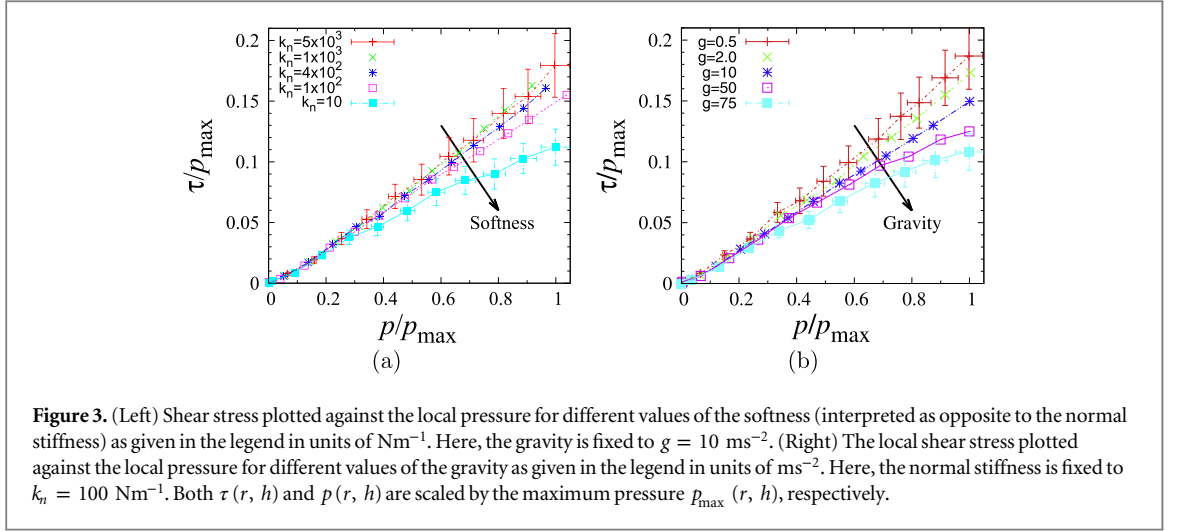 0.2
0.15
0.1
0.05
0
τ/p_max
k_n=5x10^3
k_n=1x10^3
k_n=4x10^2
k_n=1x10^2
k_n=10
Softness
0 0.2 0.4 0.6 0.8 1
p/p_max
(a)
0.2
0.15
0.1
0.05
0
τ/p_max
g=0.5
g=2.0
g=10
g=50
g=75
Gravity
0 0.2 0.4 0.6 0.8 1
p/p_max
(b)
Figure 3. (Left) Shear stress plotted against the local pressure for different values of the softness (interpreted as opposite to the normal
stiffness) as given in the legend in units of Nm⁻¹. Here, the gravity is fixed to g = 10 ms⁻². (Right) The local shear stress plotted
against the local pressure for different values of the gravity as given in the legend in units of ms⁻². Here, the normal stiffness is fixed to
k_n = 100 Nm⁻¹. Both τ(r, h) and p(r, h) are scaled by the maximum pressure p_max (r, h), respectively.